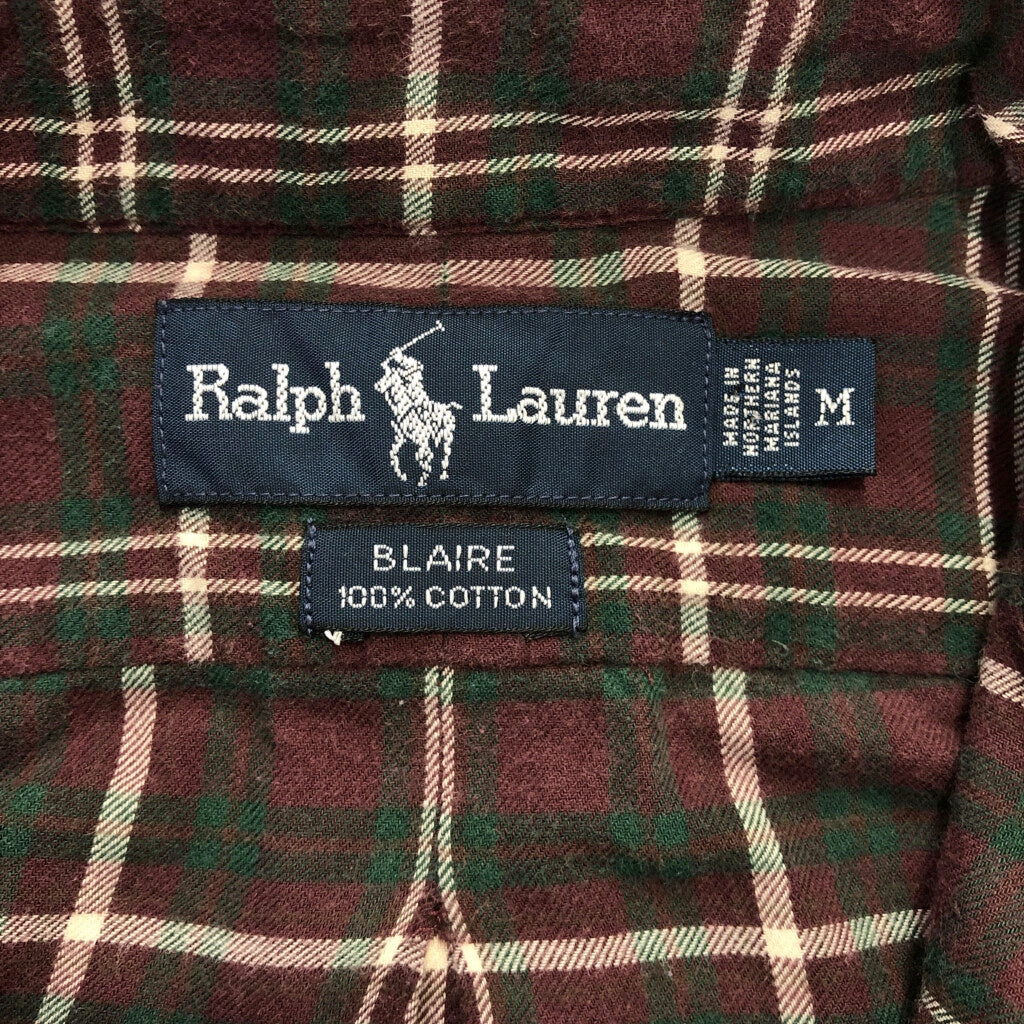 Ralph Lauren
MADE IN
NORTHERN
MARIANA
ISLANDS
M
BLAIRE
100% COTTON